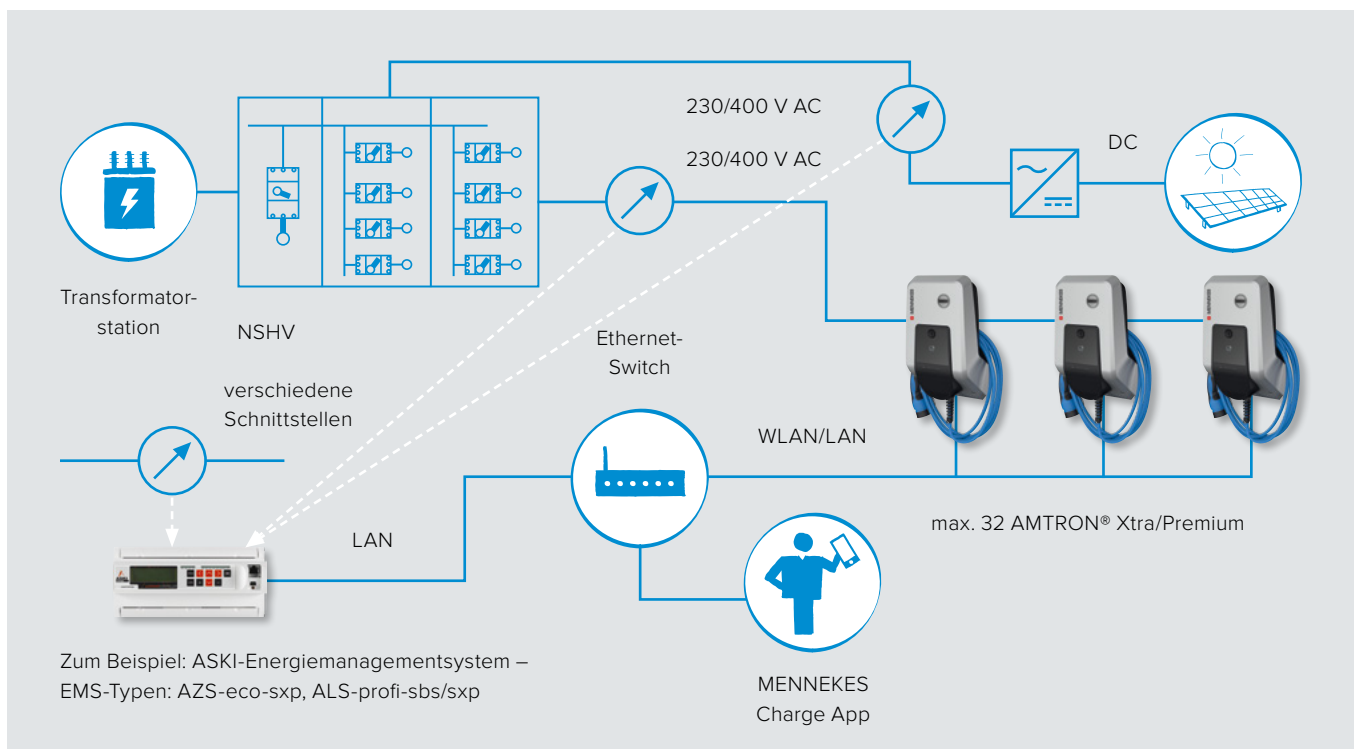 230/400 V AC
230/400 V AC
DC
Transformator-
station
NSHV
Ethernet-
Switch
verschiedene
Schnittstellen
WLAN/LAN
LAN
max. 32 AMTRON® Xtra/Premium
Zum Beispiel: ASKI-Energiemanagementsystem –
EMS-Typen: AZS-eco-sxp, ALS-profi-sbs/sxp
MENNEKES
Charge App